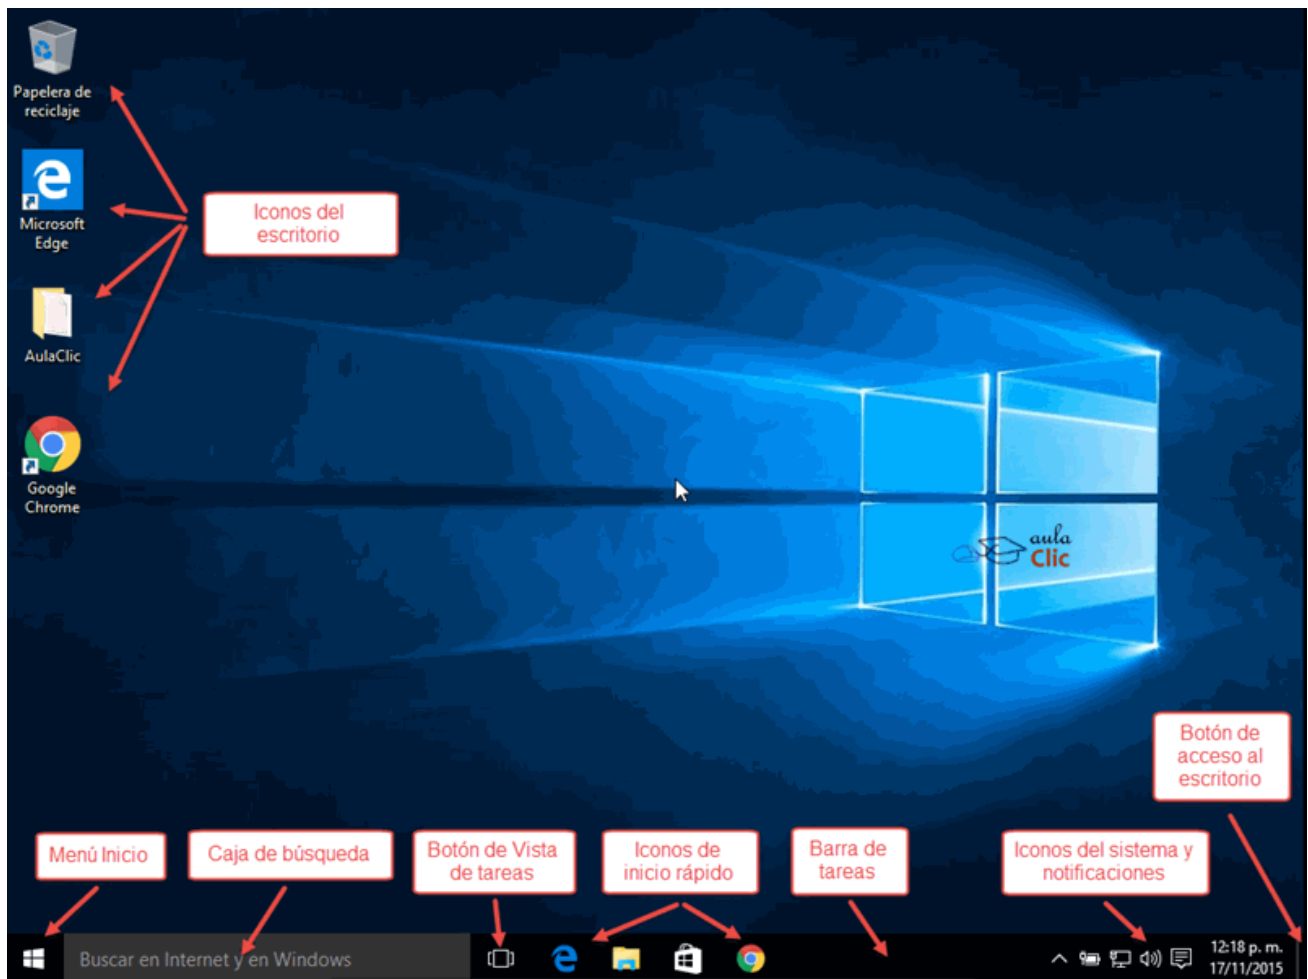 Papelera de
reciclaje
Microsoft
Edge
AulaClic
Google
Chrome
Iconos del
escritorio
aula
Clic
Botón de
acceso al
escritorio
Menú Inicio
Caja de búsqueda
Botón de Vista
de tareas
Iconos de
inicio rápido
Barra de
tareas
Iconos del sistema y
notificaciones
Buscar en Internet y en Windows
12:18 p. m.
17/11/2015